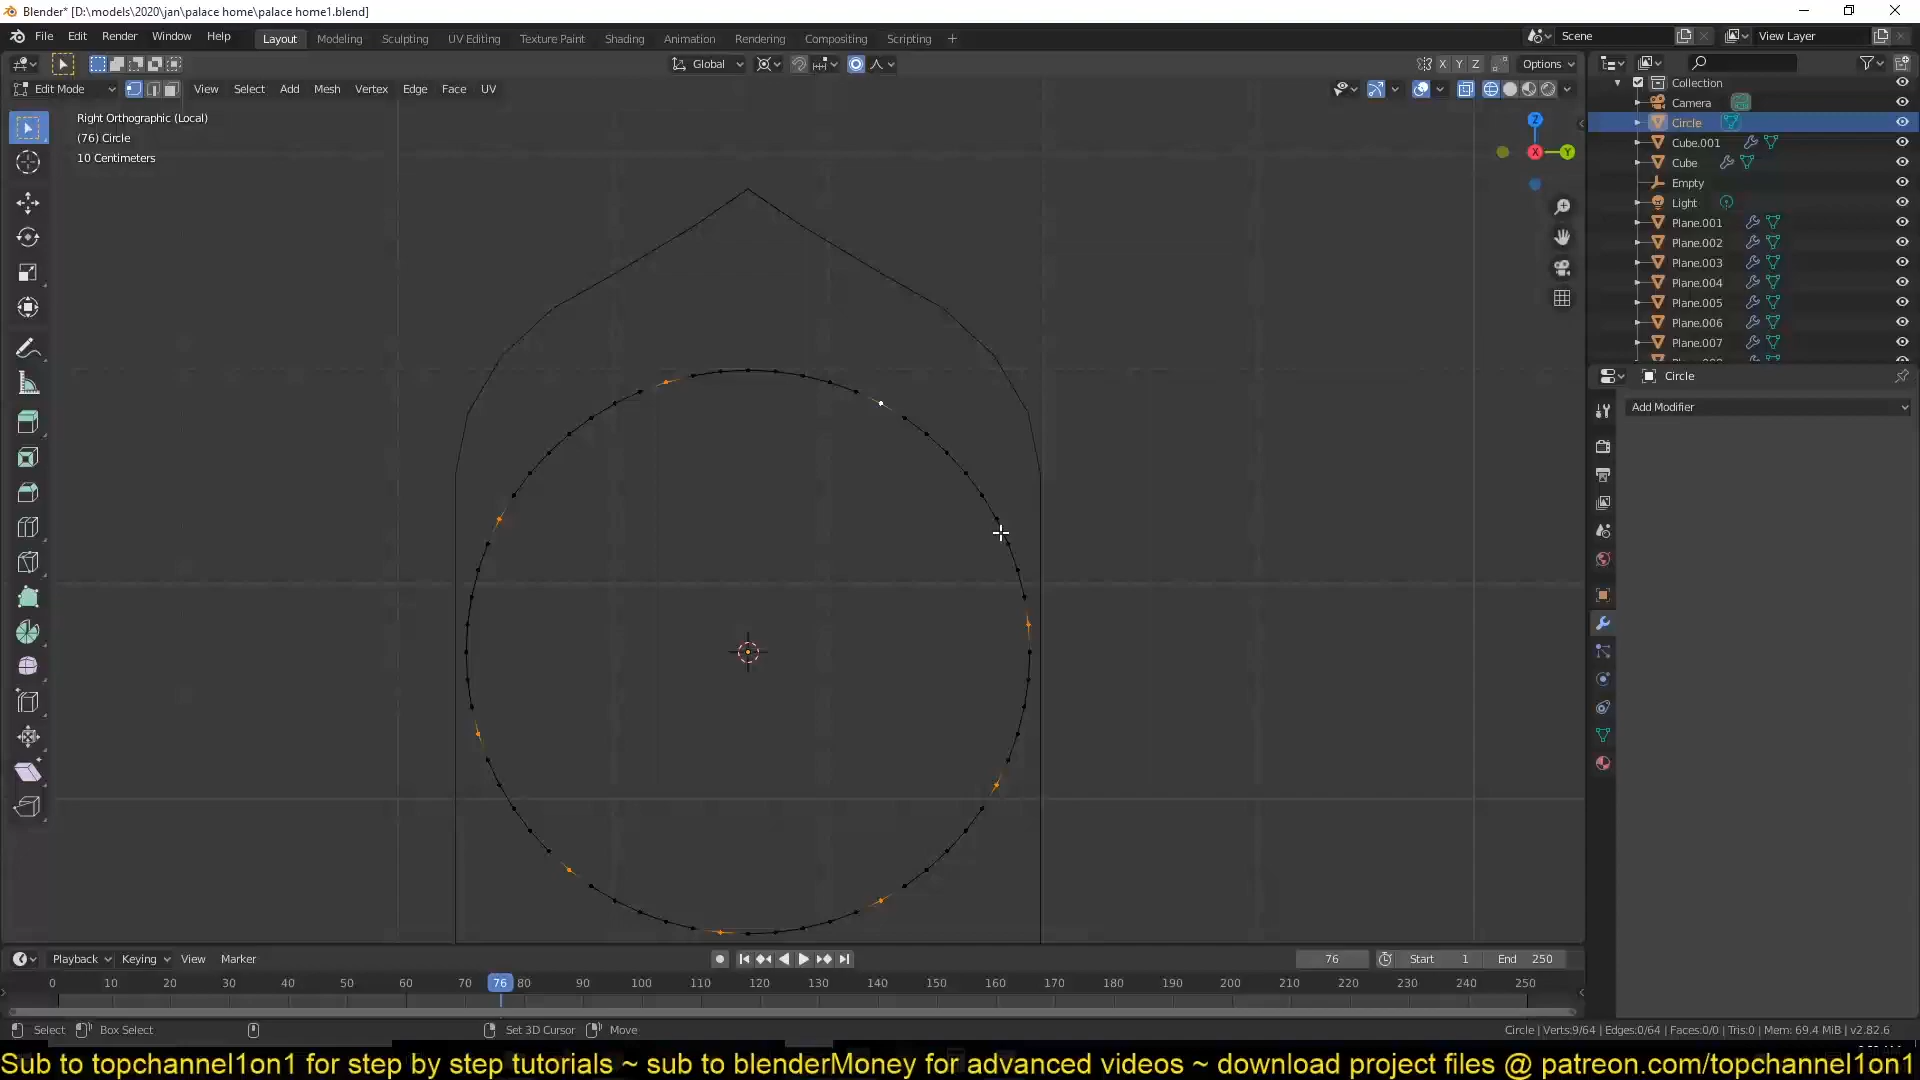 Blender* [D:\models\2020\jan\palace home\palace home1.blend]
File Edit Render Window Help
Layout Modeling Sculpting UV Editing Texture Paint Shading Animation Rendering Compositing Scripting
Scene
View Layer
Global
X Y Z
Options
Edit Mode
View Select Add Mesh Vertex Edge Face UV
Right Orthographic (Local)
(76) Circle
10 Centimeters
Z
X
Y
Collection
Camera
Circle
Cube.001
Cube
Empty
Light
Plane.001
Plane.002
Plane.003
Plane.004
Plane.005
Plane.006
Plane.007
Circle
Add Modifier
Playback Keying View Marker
76
Start 1
End 250
0 10 20 30 40 50 60 70 76 80 90 100 110 120 130 140 150 160 170 180 190 200 210 220 230 240 250
Select Box Select Set 3D Cursor Move
Circle | Verts:9/64 | Edges:0/64 | Faces:0/0 | Tris:0 | Mem: 69.4 MiB | v2.82.6
Sub to topchannel1on1 for step by step tutorials ~ sub to blenderMoney for advanced videos ~ download project files @ patreon.com/topchannel1on1